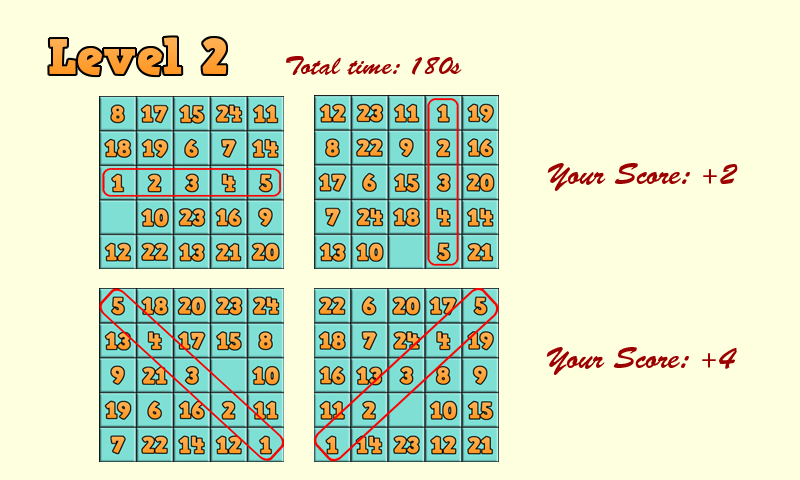 Level 2
Total time: 180s
8 17 15 24 11
18 19 6 7 14
1 2 3 4 5
10 23 16 9
12 22 13 21 20
12 23 11 1 19
8 22 9 2 16
17 6 15 3 20
7 24 18 4 14
13 10 5 21
Your Score: +2
5 18 20 23 24
13 4 17 15 8
9 21 3 10
19 6 16 2 11
7 22 14 12 1
22 6 20 17 5
18 7 24 4 19
16 13 3 8 9
11 2 10 15
1 14 23 12 21
Your Score: +4